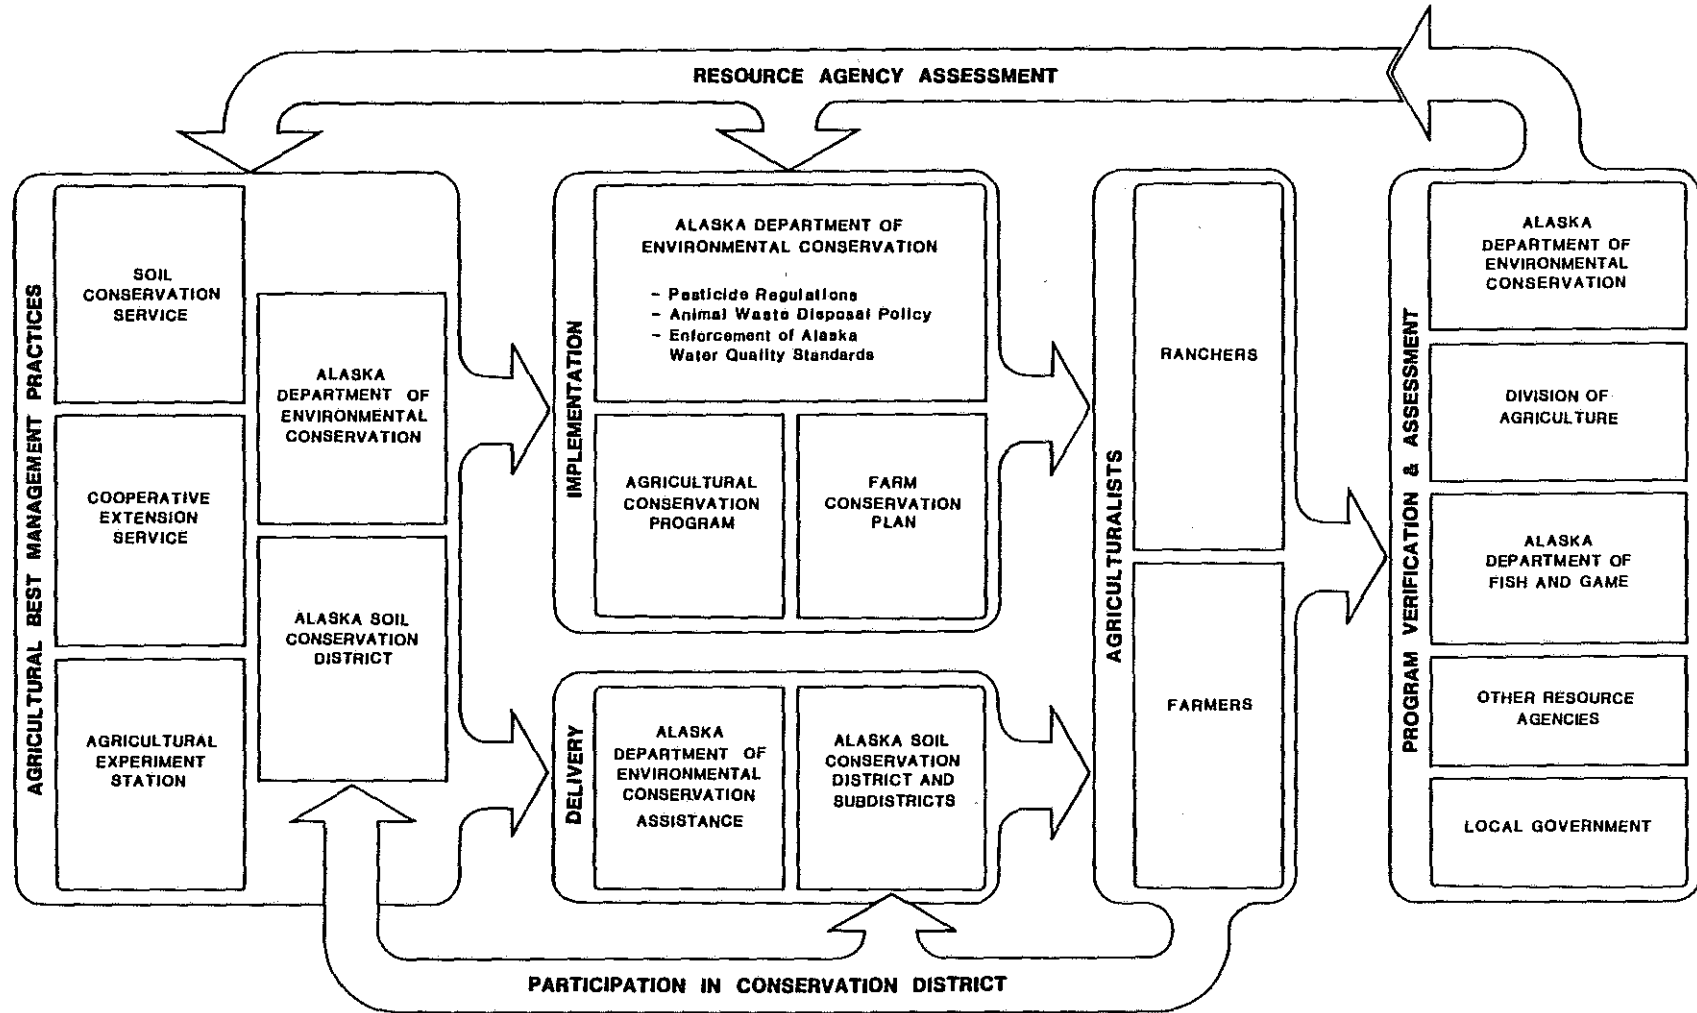 RESOURCE AGENCY ASSESSMENT
AGRICULTURAL BEST MANAGEMENT PRACTICES
SOIL
CONSERVATION
SERVICE
COOPERATIVE
EXTENSION
SERVICE
AGRICULTURAL
EXPERIMENT
STATION
ALASKA
DEPARTMENT OF
ENVIRONMENTAL
CONSERVATION
ALASKA SOIL
CONSERVATION
DISTRICT
IMPLEMENTATION
ALASKA DEPARTMENT OF
ENVIRONMENTAL CONSERVATION
- Pesticide Regulations
- Animal Waste Disposal Policy
- Enforcement of Alaska
Water Quality Standards
AGRICULTURAL
CONSERVATION
PROGRAM
FARM
CONSERVATION
PLAN
DELIVERY
ALASKA
DEPARTMENT OF
ENVIRONMENTAL
CONSERVATION
ASSISTANCE
ALASKA SOIL
CONSERVATION
DISTRICT AND
SUBDISTRICTS
AGRICULTURALISTS
RANCHERS
FARMERS
PROGRAM VERIFICATION & ASSESSMENT
ALASKA
DEPARTMENT OF
ENVIRONMENTAL
CONSERVATION
DIVISION OF
AGRICULTURE
ALASKA
DEPARTMENT OF
FISH AND GAME
OTHER RESOURCE
AGENCIES
LOCAL GOVERNMENT
PARTICIPATION IN CONSERVATION DISTRICT